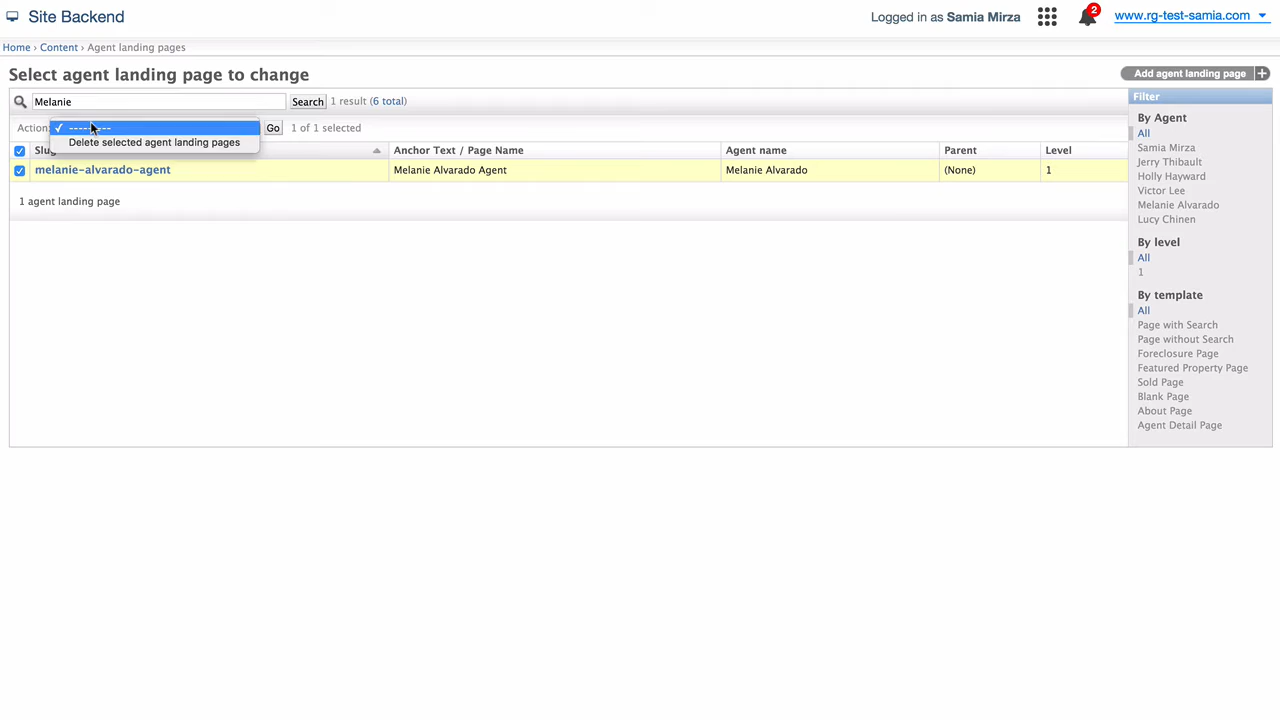 Site Backend
Logged in as Samia Mirza
2
www.rg-test-samia.com
Home › Content › Agent landing pages
Select agent landing page to change
Add agent landing page +
Melanie
Search
1 result (6 total)
Action:
✓ ---------
Delete selected agent landing pages
Go
1 of 1 selected
Anchor Text / Page Name
Agent name
Parent
Level
melanie-alvarado-agent
Melanie Alvarado Agent
Melanie Alvarado
(None)
1
1 agent landing page
Filter
By Agent
All
Samia Mirza
Jerry Thibault
Holly Hayward
Victor Lee
Melanie Alvarado
Lucy Chinen
By level
All
1
By template
All
Page with Search
Page without Search
Foreclosure Page
Featured Property Page
Sold Page
Blank Page
About Page
Agent Detail Page